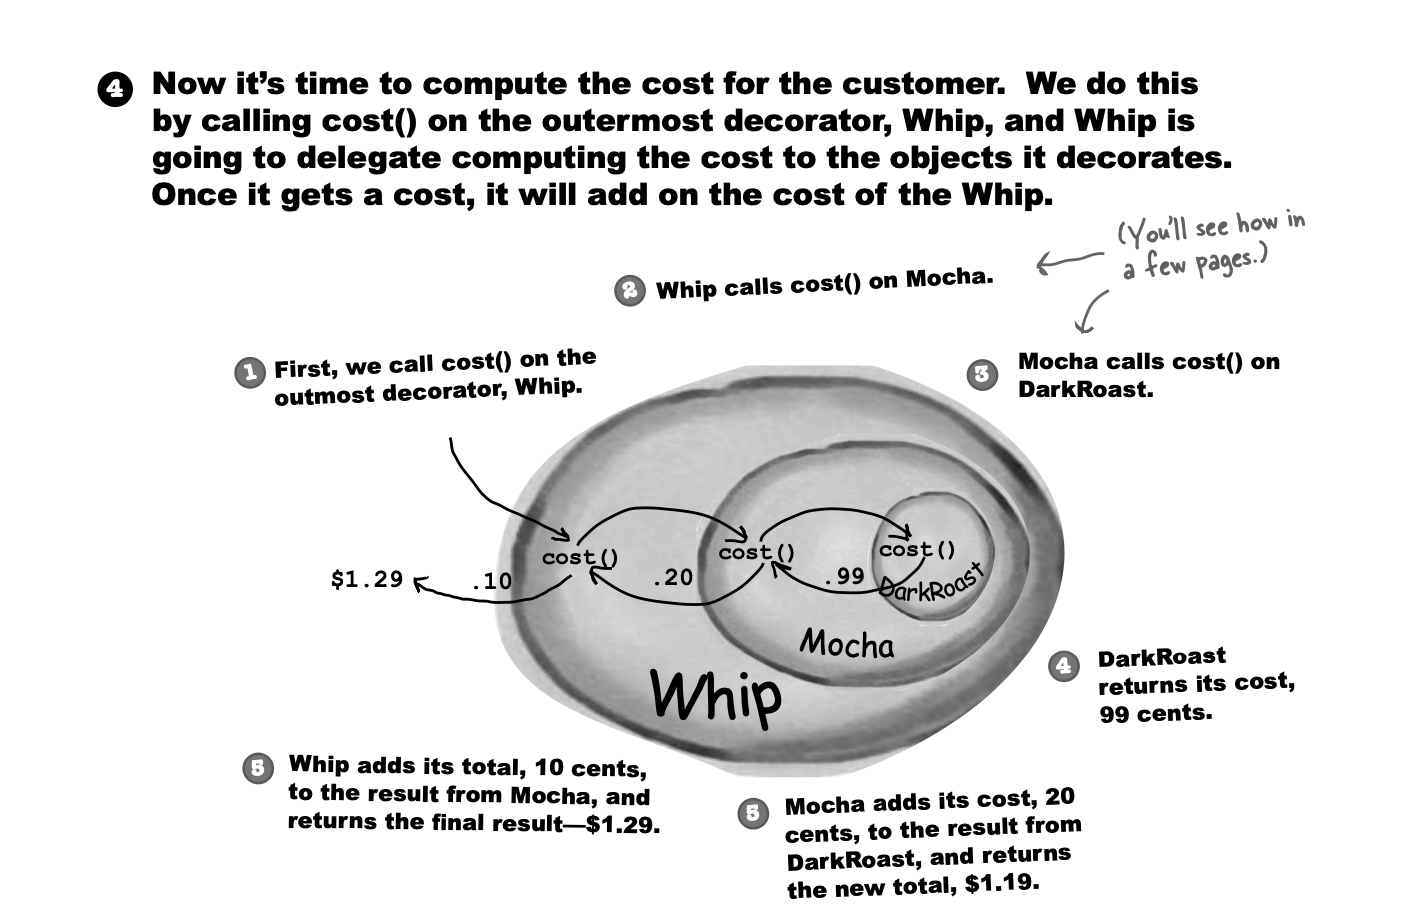 4 Now it's time to compute the cost for the customer.  We do this
by calling cost() on the outermost decorator, Whip, and Whip is
going to delegate computing the cost to the objects it decorates.
Once it gets a cost, it will add on the cost of the Whip.
(You'll see how in
a few pages.)
2 Whip calls cost() on Mocha.
1 First, we call cost() on the
outmost decorator, Whip.
3 Mocha calls cost() on
DarkRoast.
cost() cost() cost()
$1.29 .10 .20 .99
DarkRoast
Mocha
Whip
4 DarkRoast
returns its cost,
99 cents.
5 Whip adds its total, 10 cents,
to the result from Mocha, and
returns the final result—$1.29.
5 Mocha adds its cost, 20
cents, to the result from
DarkRoast, and returns
the new total, $1.19.